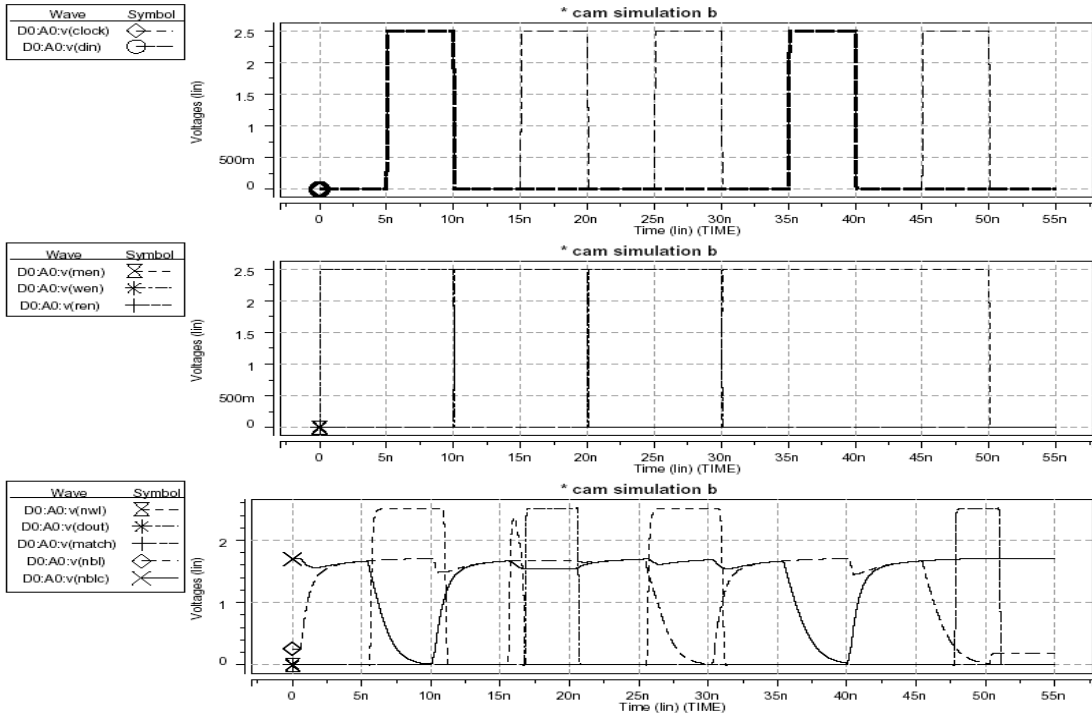 * cam simulation b
Wave Symbol
D0:A0:v(clock)
D0:A0:v(din)
Voltages (lin)
2.5
2
1.5
1
500m
0
0 5n 10n 15n 20n 25n 30n 35n 40n 45n 50n 55n
Time (lin) (TIME)
* cam simulation b
Wave Symbol
D0:A0:v(men)
D0:A0:v(wen)
D0:A0:v(ren)
Voltages (lin)
2.5
2
1.5
1
500m
0
0 5n 10n 15n 20n 25n 30n 35n 40n 45n 50n 55n
Time (lin) (TIME)
* cam simulation b
Wave Symbol
D0:A0:v(nwl)
D0:A0:v(dout)
D0:A0:v(match)
D0:A0:v(nbl)
D0:A0:v(nblc)
Voltages (lin)
2
1
0
0 5n 10n 15n 20n 25n 30n 35n 40n 45n 50n 55n
Time (lin) (TIME)